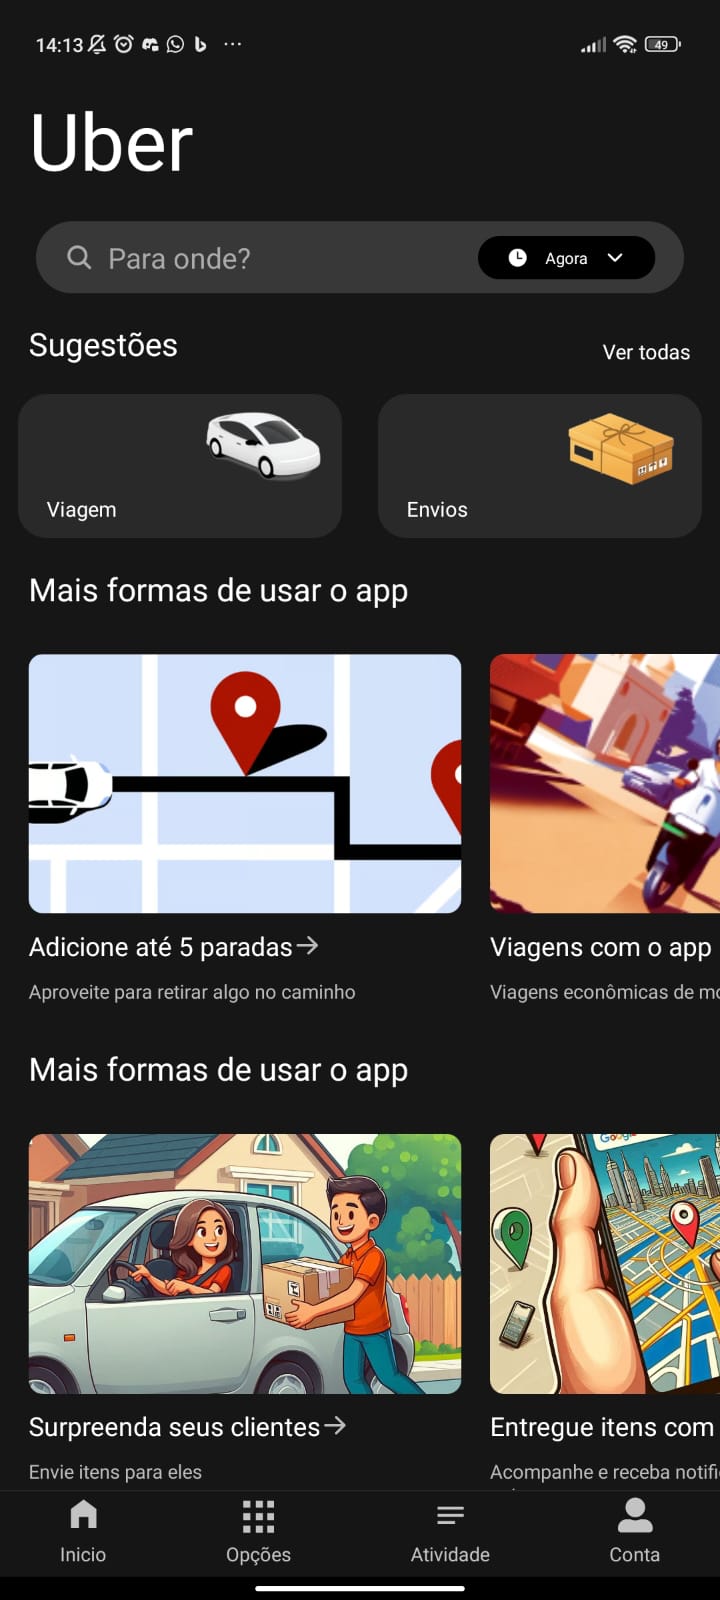 14:13
49
Uber
Para onde?
Agora
Sugestões
Ver todas
Viagem
Envios
Mais formas de usar o app
Adicione até 5 paradas
Viagens com o app
Aproveite para retirar algo no caminho
Viagens econômicas de mo
Mais formas de usar o app
Surpreenda seus clientes
Entregue itens com
Envie itens para eles
Acompanhe e receba notifi
Inicio
Opções
Atividade
Conta